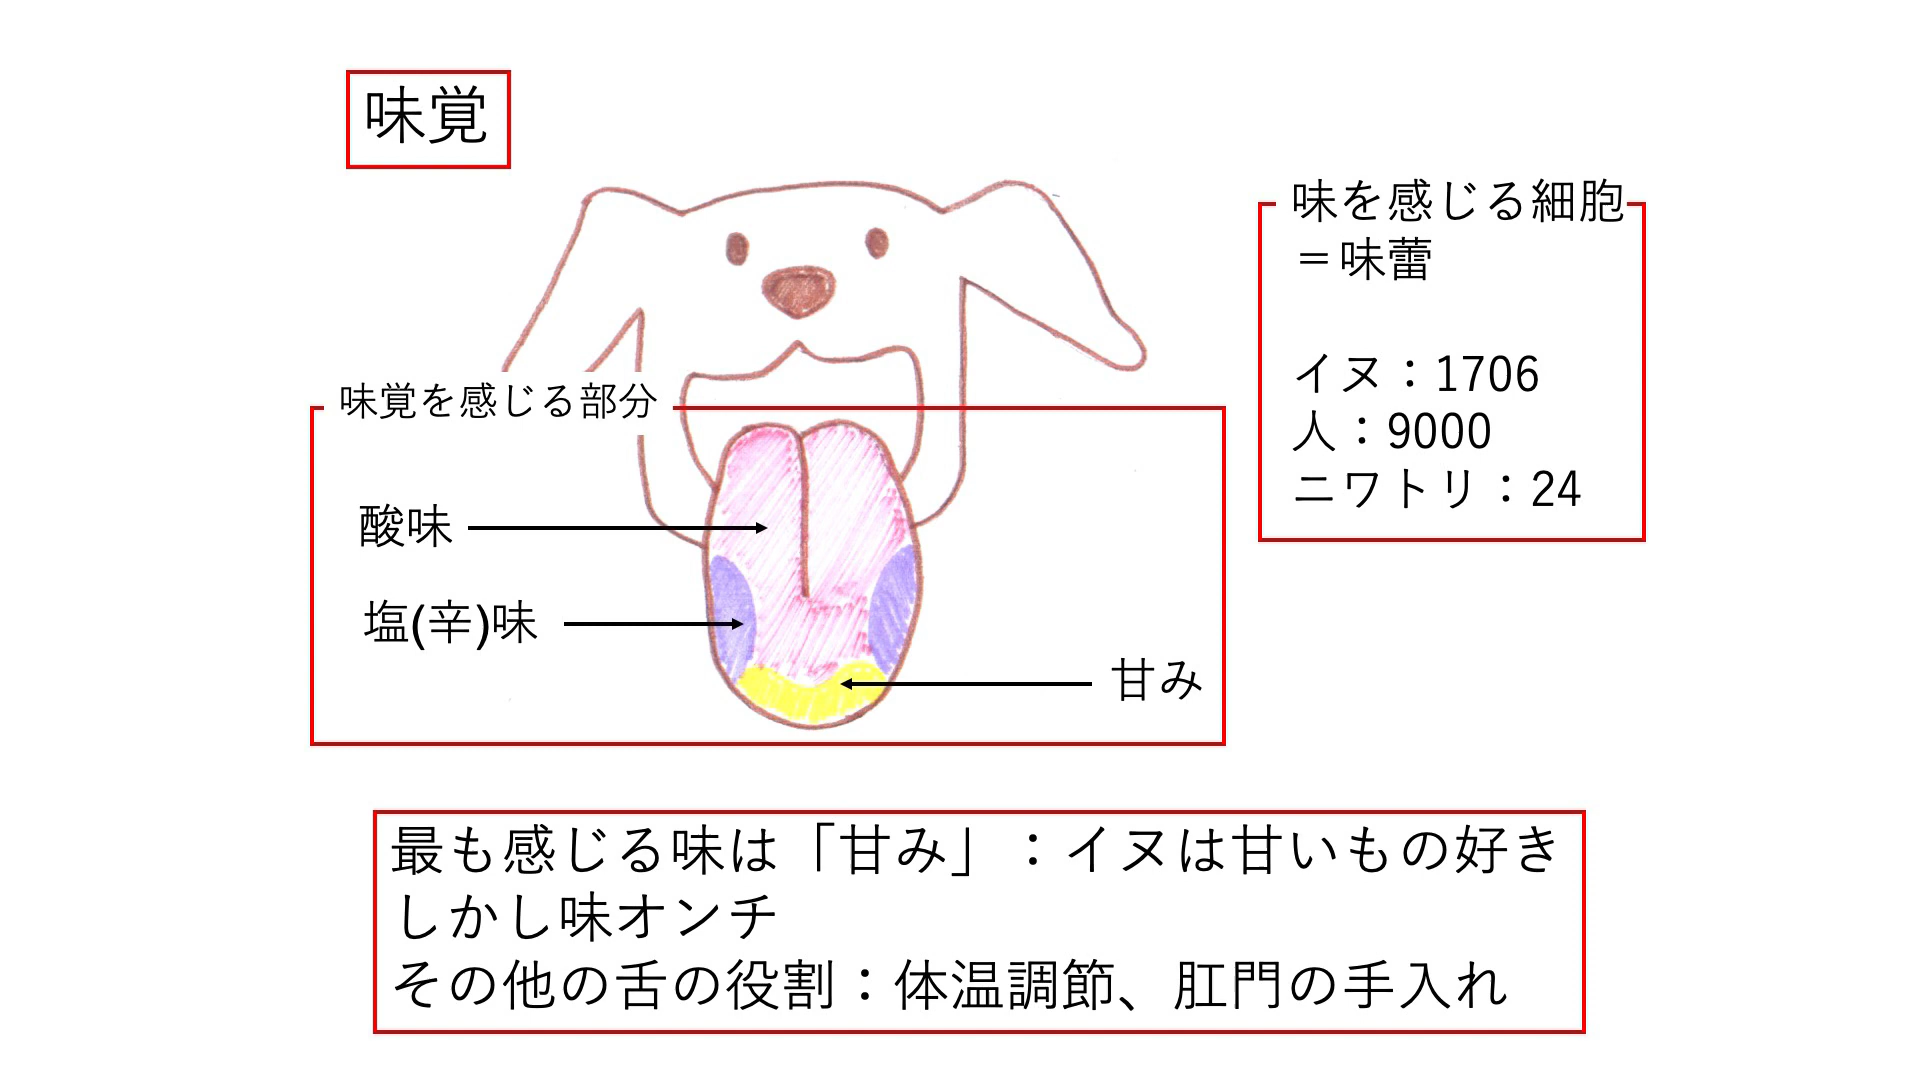 味覚
味を感じる細胞
＝味蕾
イヌ：1706
人：9000
ニワトリ：24
味覚を感じる部分
酸味
塩(辛)味
甘み
最も感じる味は「甘み」：イヌは甘いもの好き
しかし味オンチ
その他の舌の役割：体温調節、肛門の手入れ